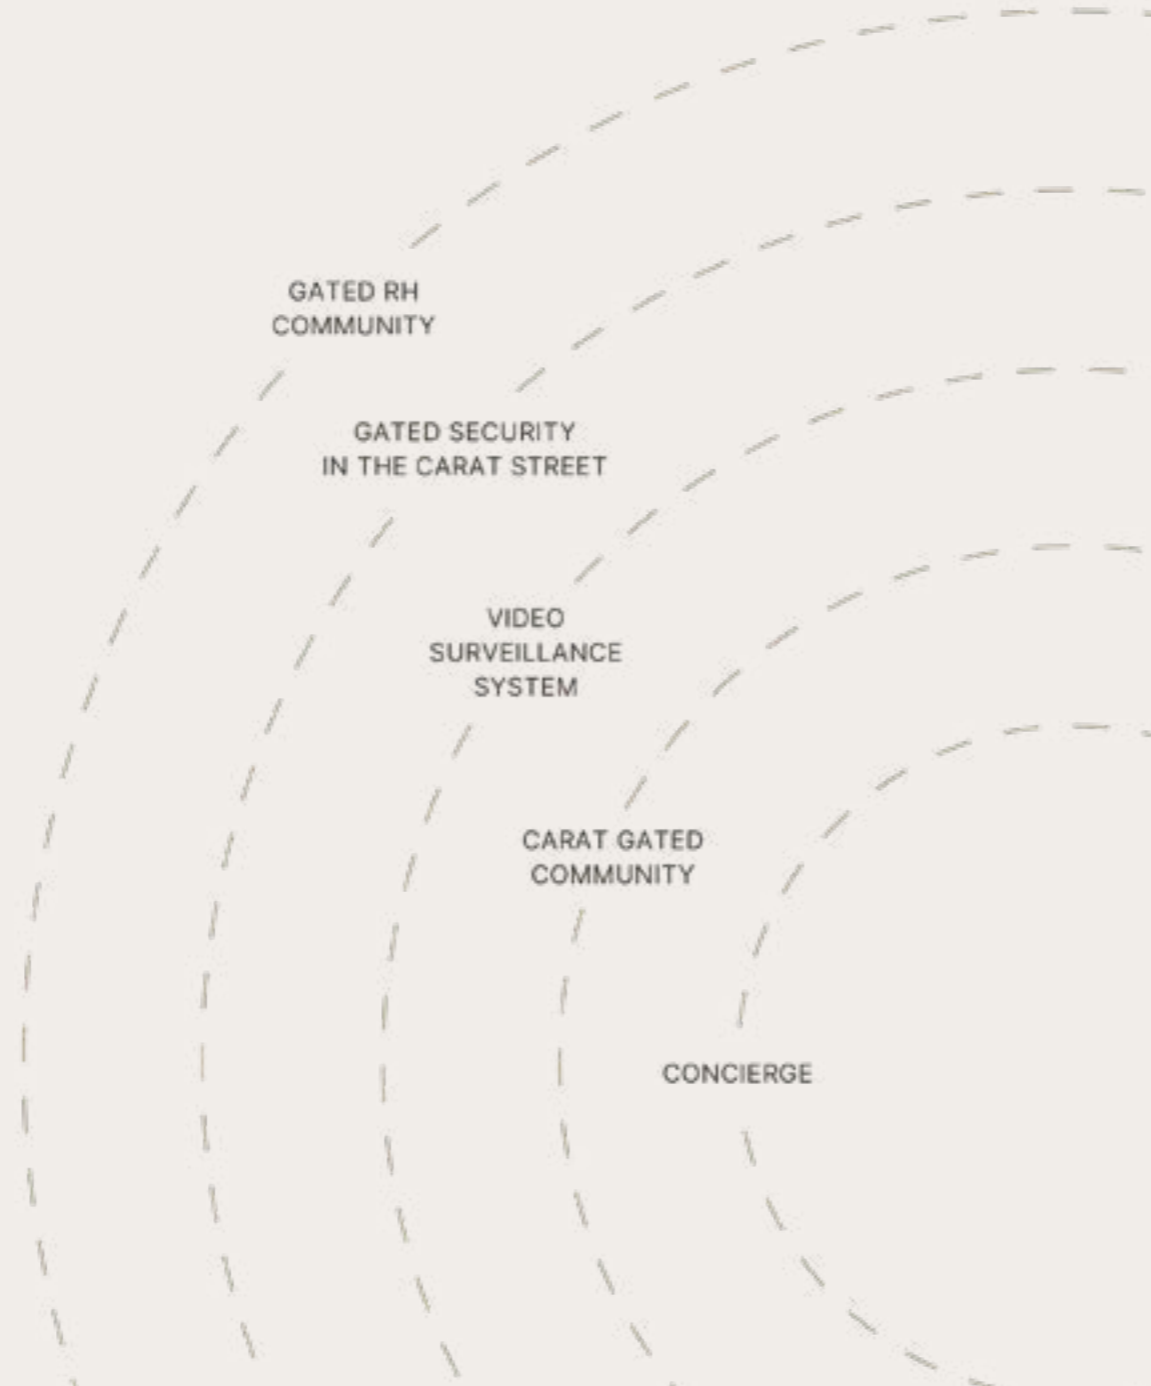 GATED RH
COMMUNITY
GATED SECURITY
IN THE CARAT STREET
VIDEO
SURVEILLANCE
SYSTEM
CARAT GATED
COMMUNITY
CONCIERGE